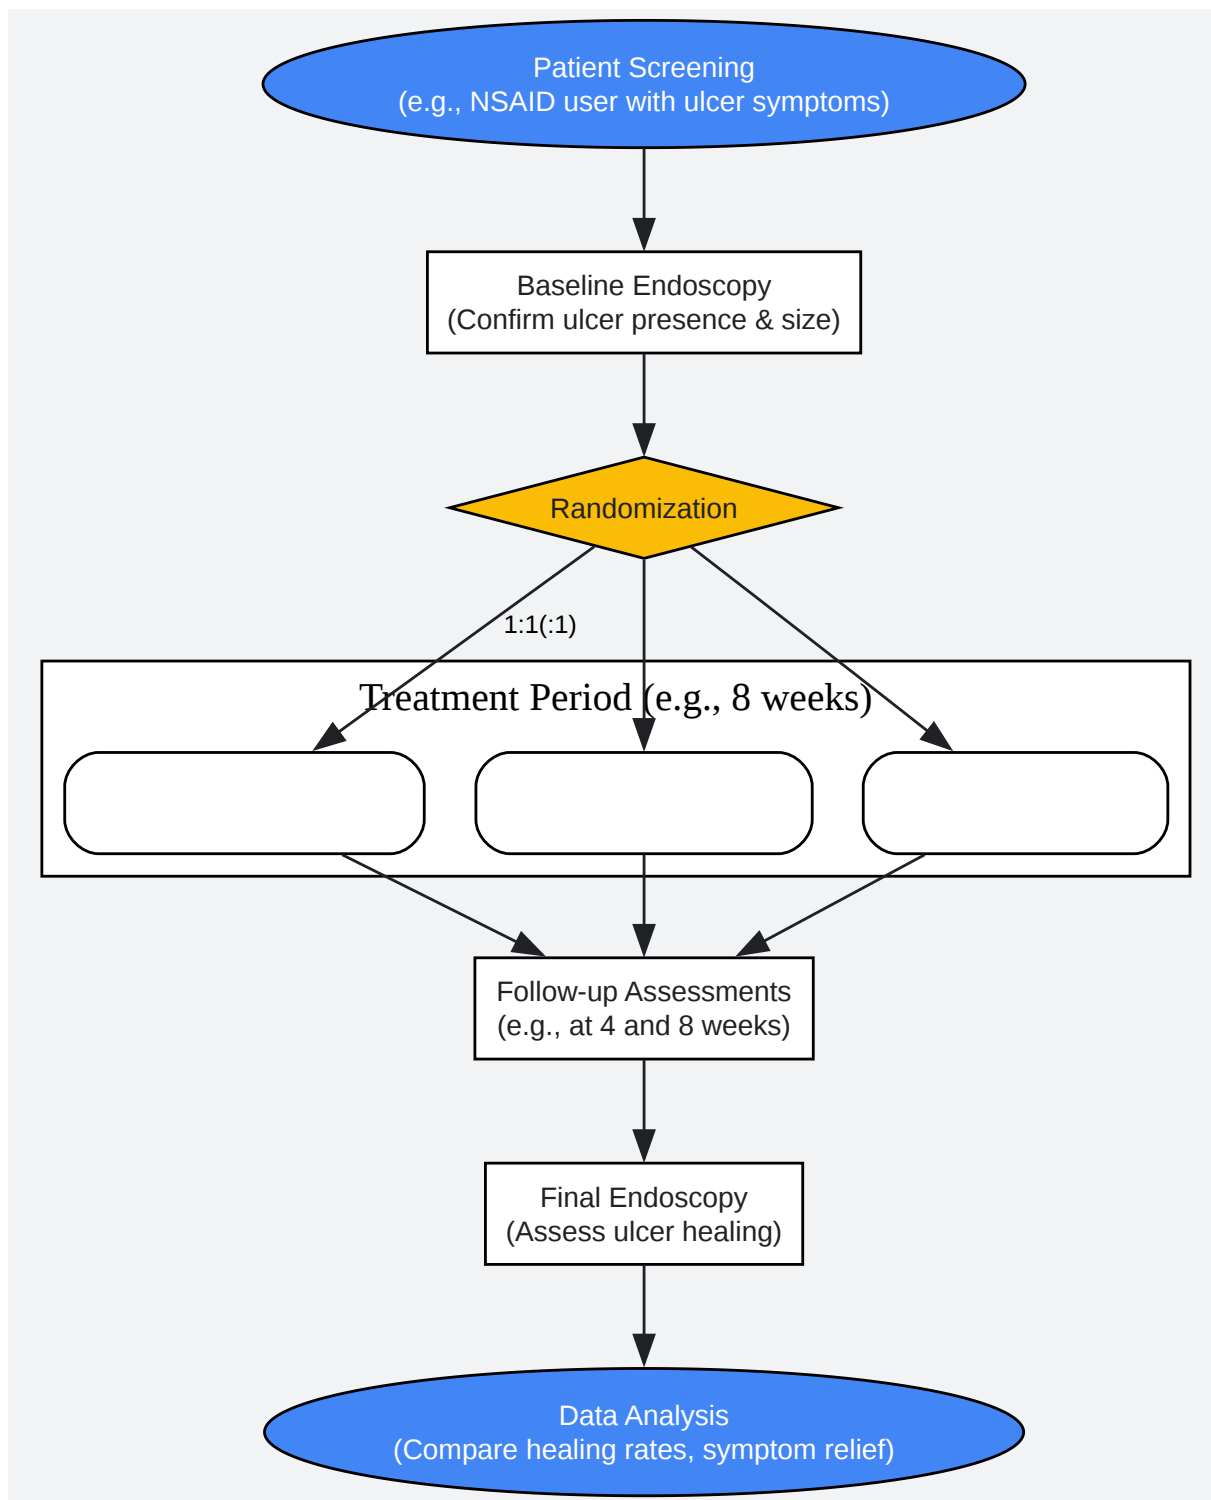 Patient Screening
(e.g., NSAID user with ulcer symptoms)
Baseline Endoscopy
(Confirm ulcer presence & size)
Randomization
1:1(:1)
Treatment Period (e.g., 8 weeks)
Follow-up Assessments
(e.g., at 4 and 8 weeks)
Final Endoscopy
(Assess ulcer healing)
Data Analysis
(Compare healing rates, symptom relief)